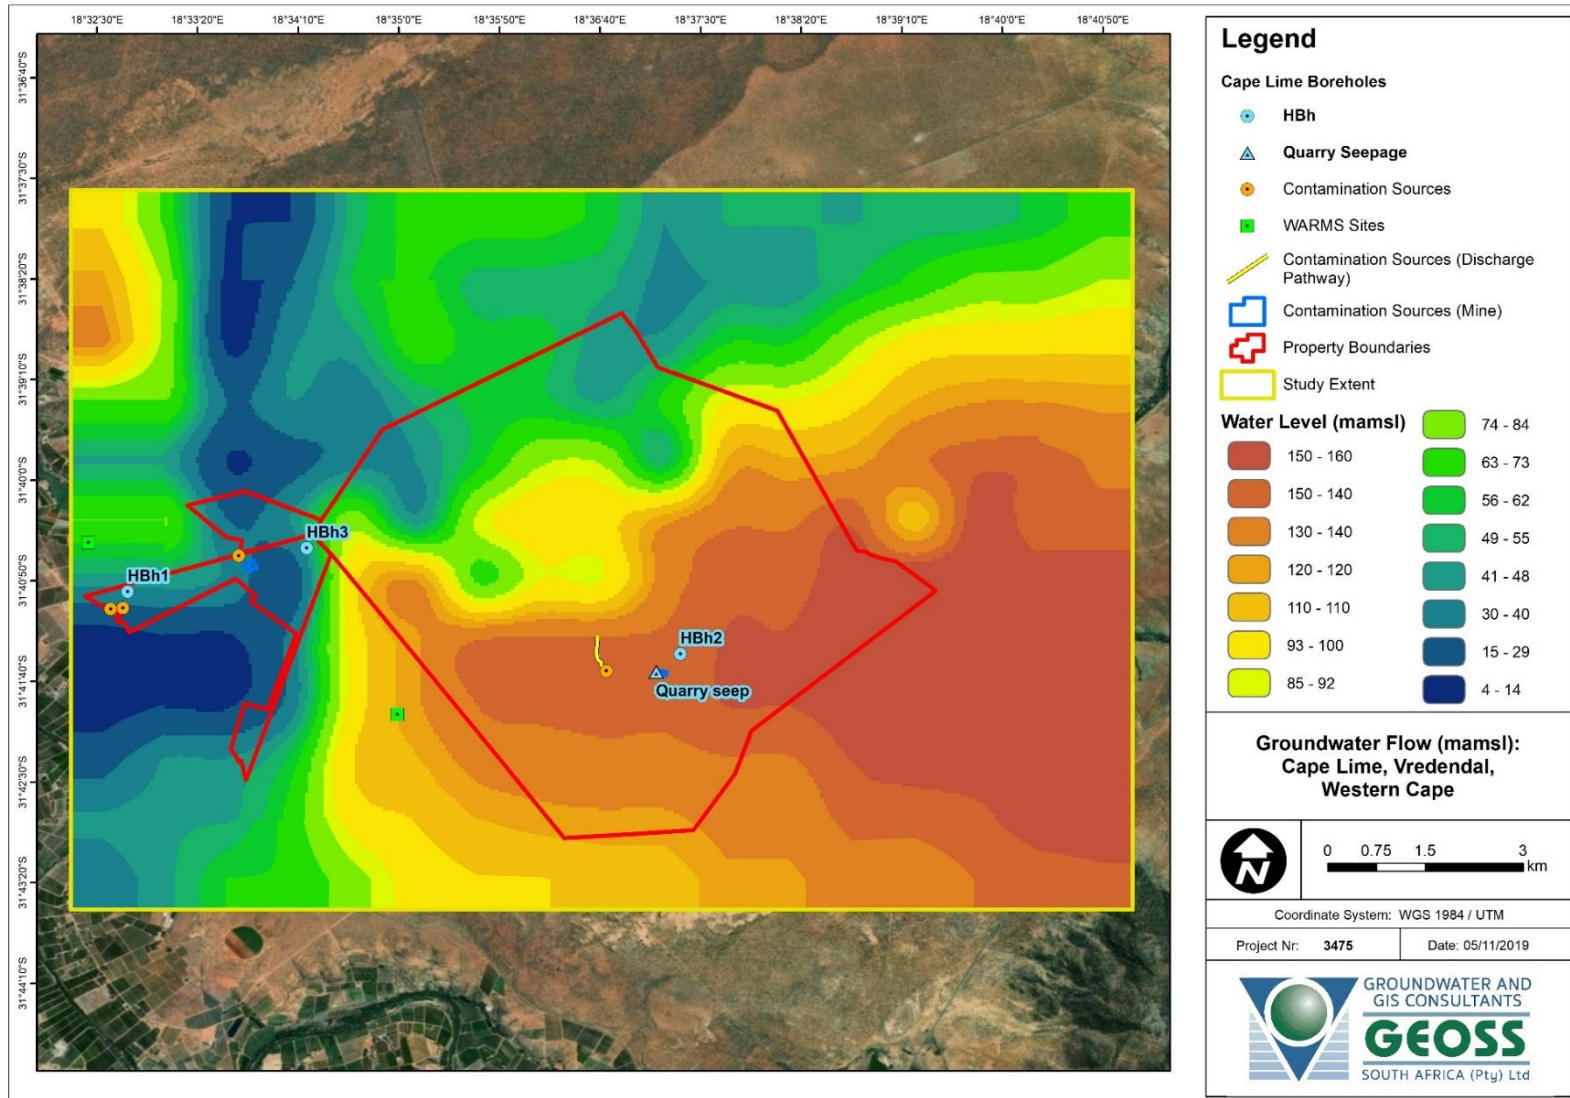 18°32'30"E 18°33'20"E 18°34'10"E 18°35'0"E 18°35'50"E 18°36'40"E 18°37'30"E 18°38'20"E 18°39'10"E 18°40'0"E 18°40'50"E
31°36'40"S
31°37'30"S
31°38'20"S
31°39'10"S
31°40'0"S
31°40'50"S
31°41'40"S
31°42'30"S
31°43'20"S
31°44'10"S
HBh3
HBh1
HBh2
Quarry seep
Legend
Cape Lime Boreholes
HBh
Quarry Seepage
Contamination Sources
WARMS Sites
Contamination Sources (Discharge
Pathway)
Contamination Sources (Mine)
Property Boundaries
Study Extent
Water Level (mamsl)
150 - 160
150 - 140
130 - 140
120 - 120
110 - 110
93 - 100
85 - 92
74 - 84
63 - 73
56 - 62
49 - 55
41 - 48
30 - 40
15 - 29
4 - 14
Groundwater Flow (mamsl):
Cape Lime, Vredendal,
Western Cape
N
0 0.75 1.5 3
km
Coordinate System: WGS 1984 / UTM
Project Nr: 3475 Date: 05/11/2019
GROUNDWATER AND
GIS CONSULTANTS
GEOSS
SOUTH AFRICA (Pty) Ltd